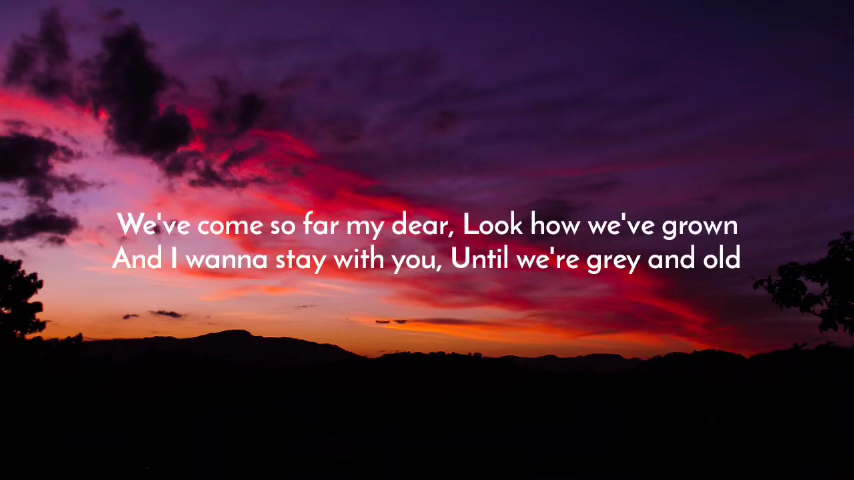 We've come so far my dear, Look how we've grown
And I wanna stay with you, Until we're grey and old